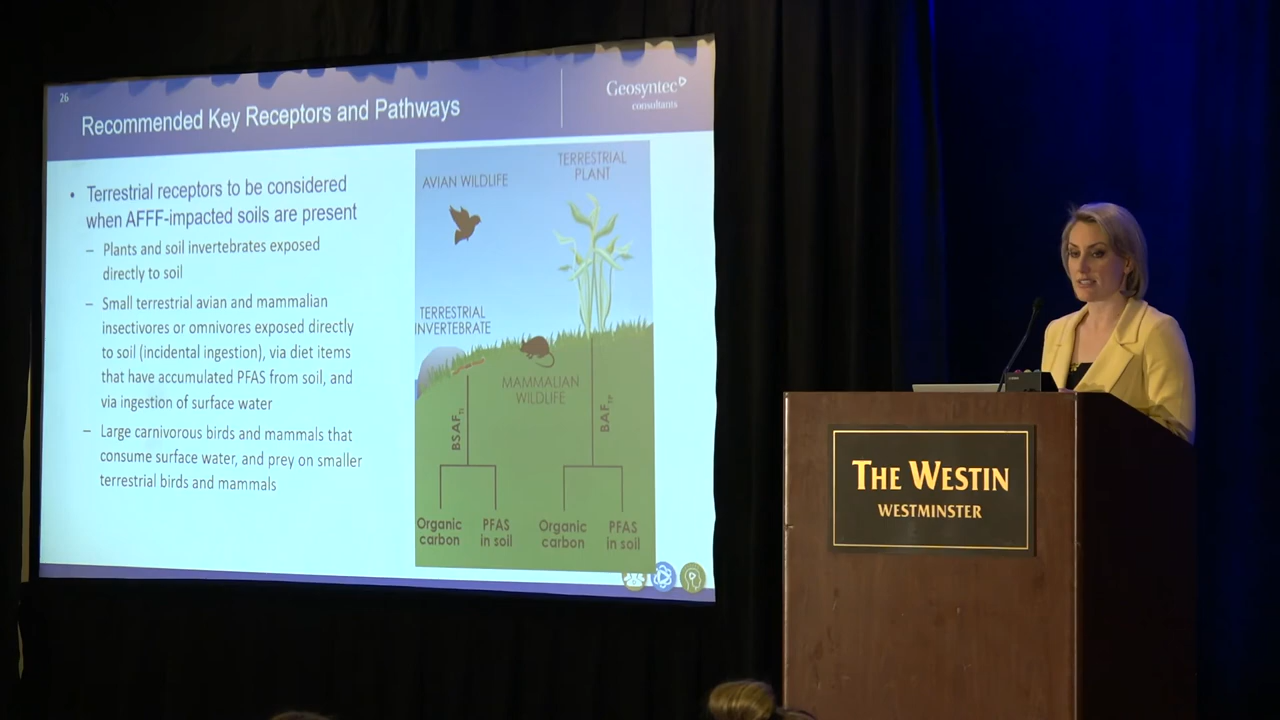 26
Recommended Key Receptors and Pathways
Geosyntec
consultants
• Terrestrial receptors to be considered
when AFFF-impacted soils are present
– Plants and soil invertebrates exposed
directly to soil
– Small terrestrial avian and mammalian
insectivores or omnivores exposed directly
to soil (incidental ingestion), via diet items
that have accumulated PFAS from soil, and
via ingestion of surface water
– Large carnivorous birds and mammals that
consume surface water, and prey on smaller
terrestrial birds and mammals
AVIAN WILDLIFE
TERRESTRIAL
PLANT
TERRESTRIAL
INVERTEBRATE
MAMMALIAN
WILDLIFE
BSAF
BAF
Organic
carbon
PFAS
in soil
Organic
carbon
PFAS
in soil
THE WESTIN
WESTMINSTER